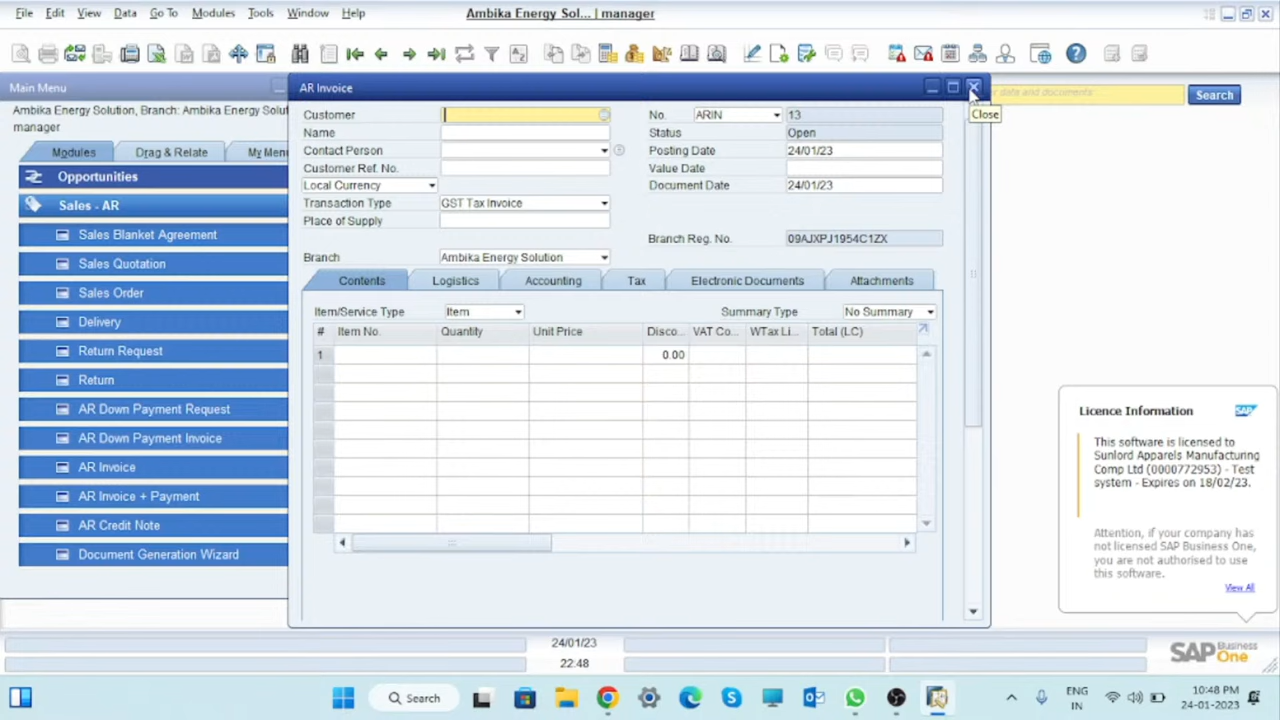 File Edit View Data Go To Modules Tools Window Help
Ambika Energy Sol... | manager
Main Menu
Ambika Energy Solution, Branch: Ambika Energy Solut
manager
Modules Drag & Relate My Menu
Opportunities
Sales - AR
Sales Blanket Agreement
Sales Quotation
Sales Order
Delivery
Return Request
Return
AR Down Payment Request
AR Down Payment Invoice
AR Invoice
AR Invoice + Payment
AR Credit Note
Document Generation Wizard
AR Invoice
Close
data and documents
Search
Customer
Name
Contact Person
Customer Ref. No.
Local Currency
Transaction Type GST Tax Invoice
Place of Supply
Branch Ambika Energy Solution
No. ARIN 13
Status Open
Posting Date 24/01/23
Value Date
Document Date 24/01/23
Branch Reg. No. 09AJXPJ1954C1ZX
Contents Logistics Accounting Tax Electronic Documents Attachments
Item/Service Type Item Summary Type No Summary
# Item No. Quantity Unit Price Disco... VAT Co... WTax Li... Total (LC)
1 0.00
Licence Information SAP
This software is licensed to
Sunlord Apparels Manufacturing
Comp Ltd (0000772953) - Test
system - Expires on 18/02/23.
Attention, if your company has
not licensed SAP Business One,
you are not authorised to use
this software.
View All
24/01/23
22:48
SAP Business One
Search
ENG
IN
10:48 PM
24-01-2023